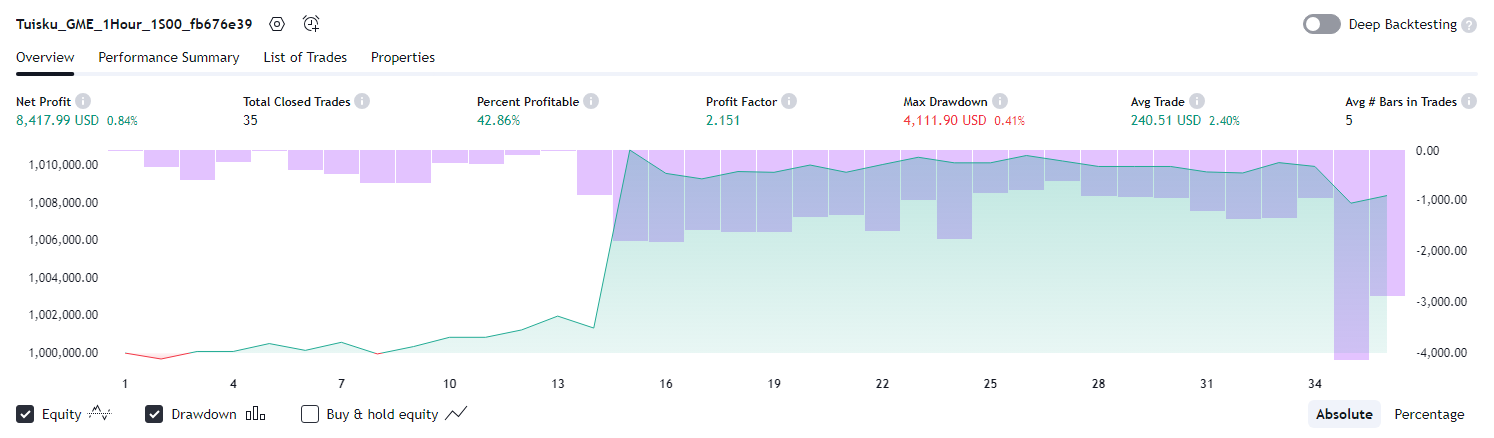 Tuisku_GME_1Hour_1S00_fb676e39
Deep Backtesting ?
Overview Performance Summary List of Trades Properties
Net Profit i Total Closed Trades i Percent Profitable i Profit Factor i Max Drawdown i Avg Trade i Avg # Bars in Trades i
8,417.99 USD 0.84% 35 42.86% 2.151 4,111.90 USD 0.41% 240.51 USD 2.40% 5
1,010,000.00
1,008,000.00
1,006,000.00
1,004,000.00
1,002,000.00
1,000,000.00
0.00
-1,000.00
-2,000.00
-3,000.00
-4,000.00
1 4 7 10 13 16 19 22 25 28 31 34
Equity Drawdown Buy & hold equity Absolute Percentage